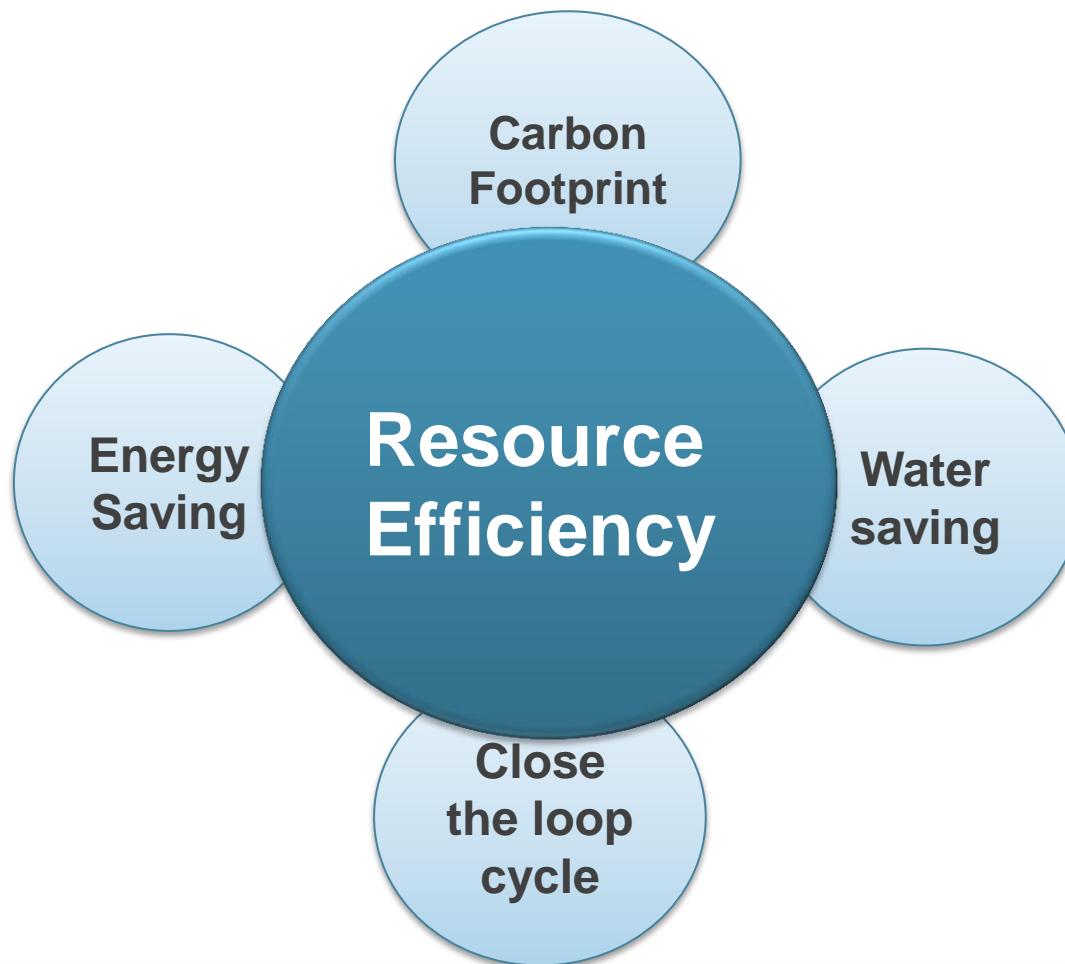 Carbon
Footprint
Energy
Saving
Resource
Efficiency
Water
saving
Close
the loop
cycle